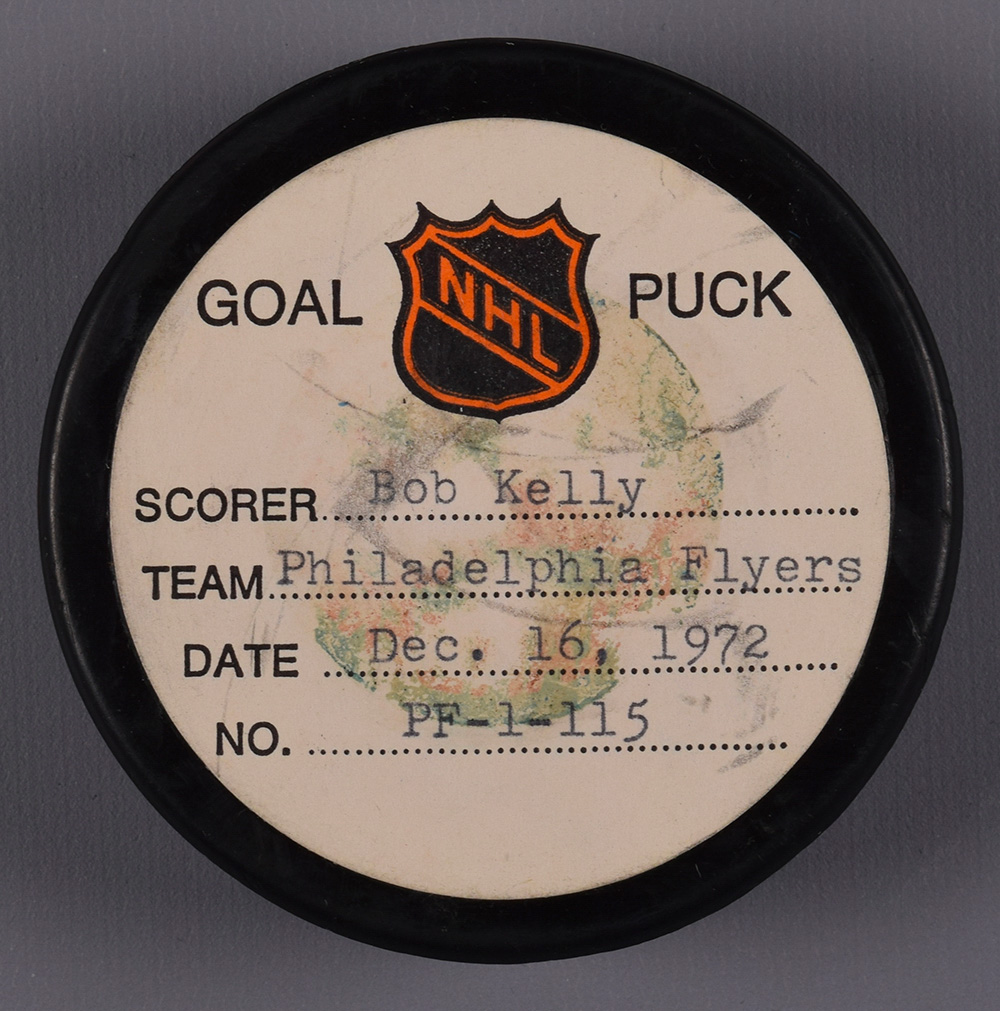 GOAL NHL PUCK
SCORER Bob Kelly
TEAM Philadelphia Flyers
DATE Dec. 16, 1972
NO. PF-1-115